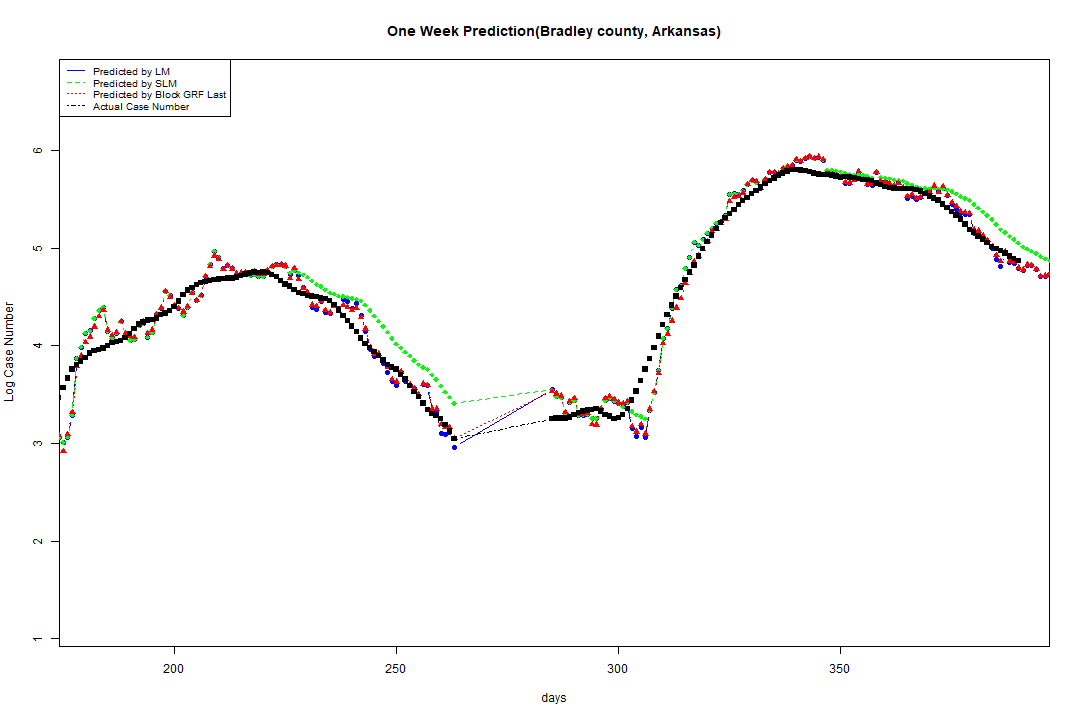 One Week Prediction(Bradley county, Arkansas)
Predicted by LM
Predicted by SLM
Predicted by Block GRF Last
Actual Case Number
6
5
4
3
2
1
Log Case Number
200 250 300 350
days